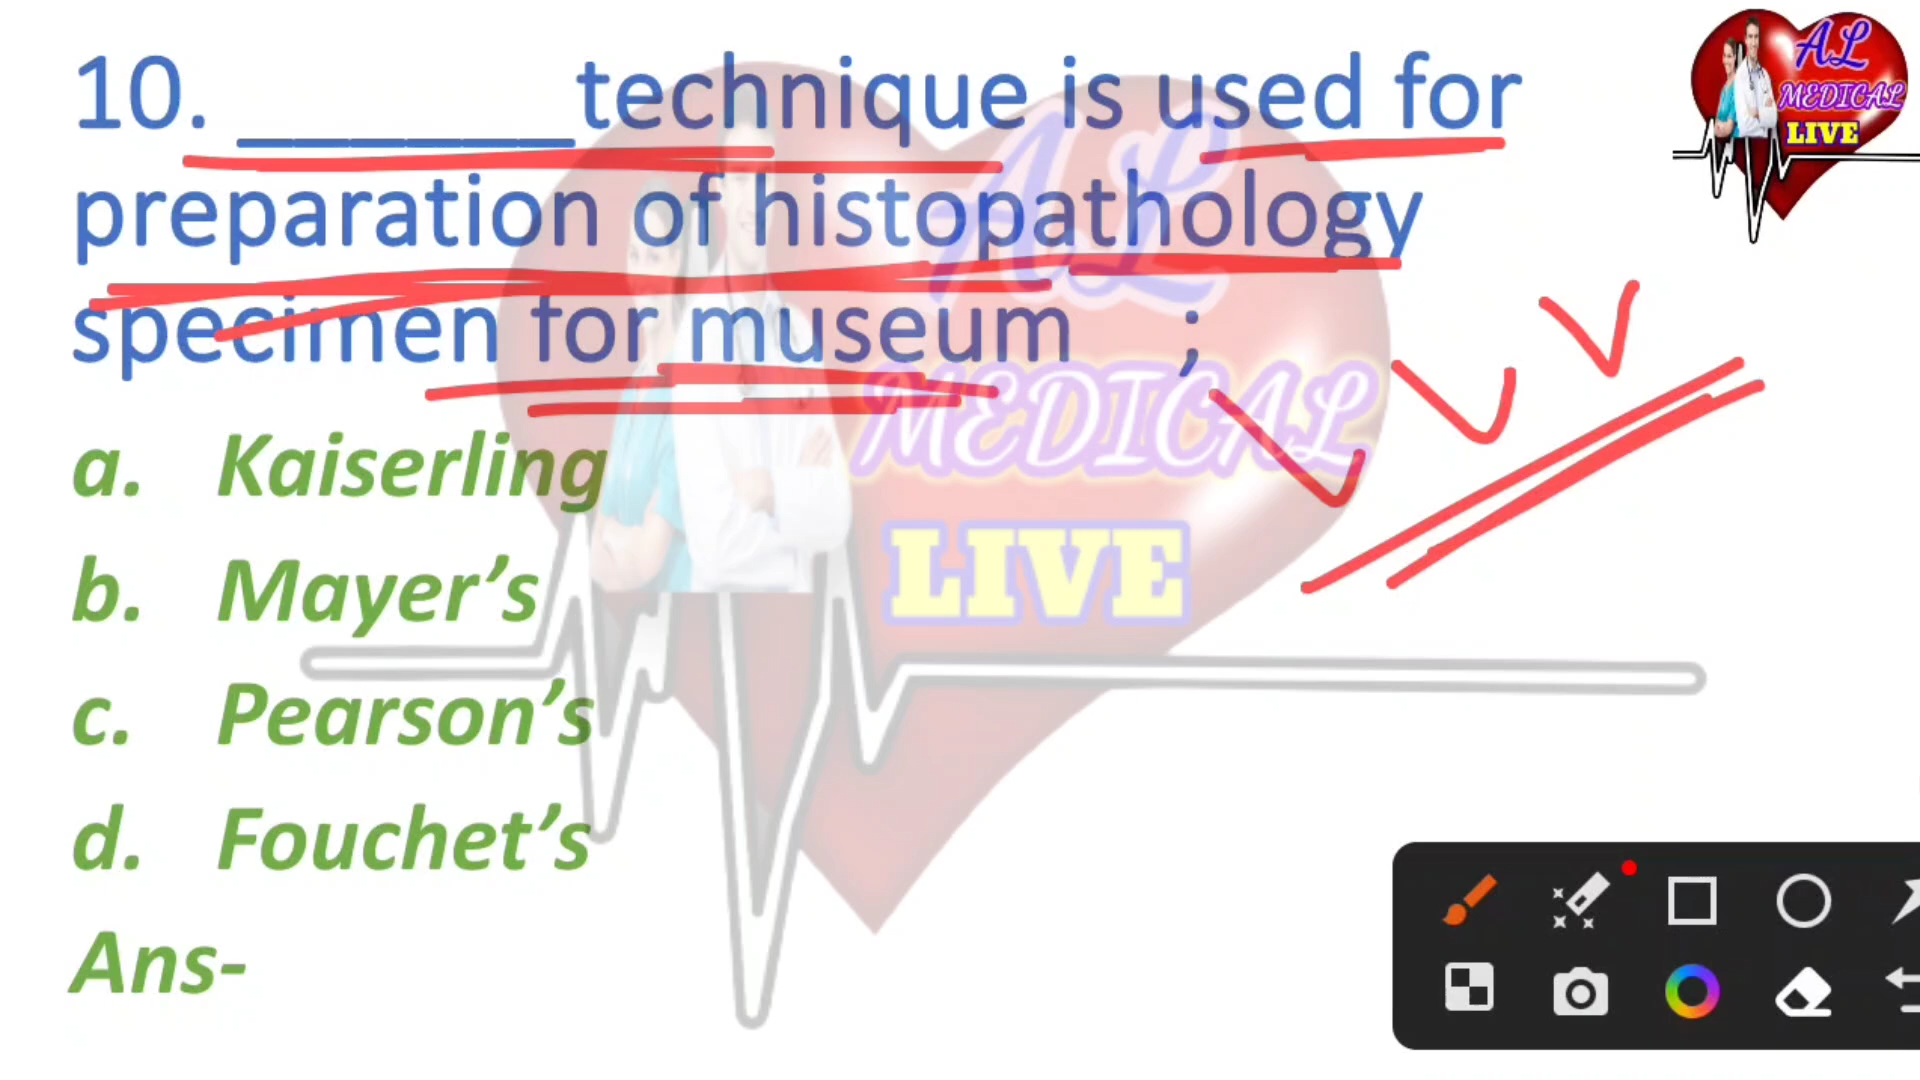 10. ______technique is used for
preparation of histopathology
specimen for museum ;
a. Kaiserling
b. Mayer’s
c. Pearson’s
d. Fouchet’s
Ans-
AL
MEDICAL
LIVE
AL
MEDICAL
LIVE